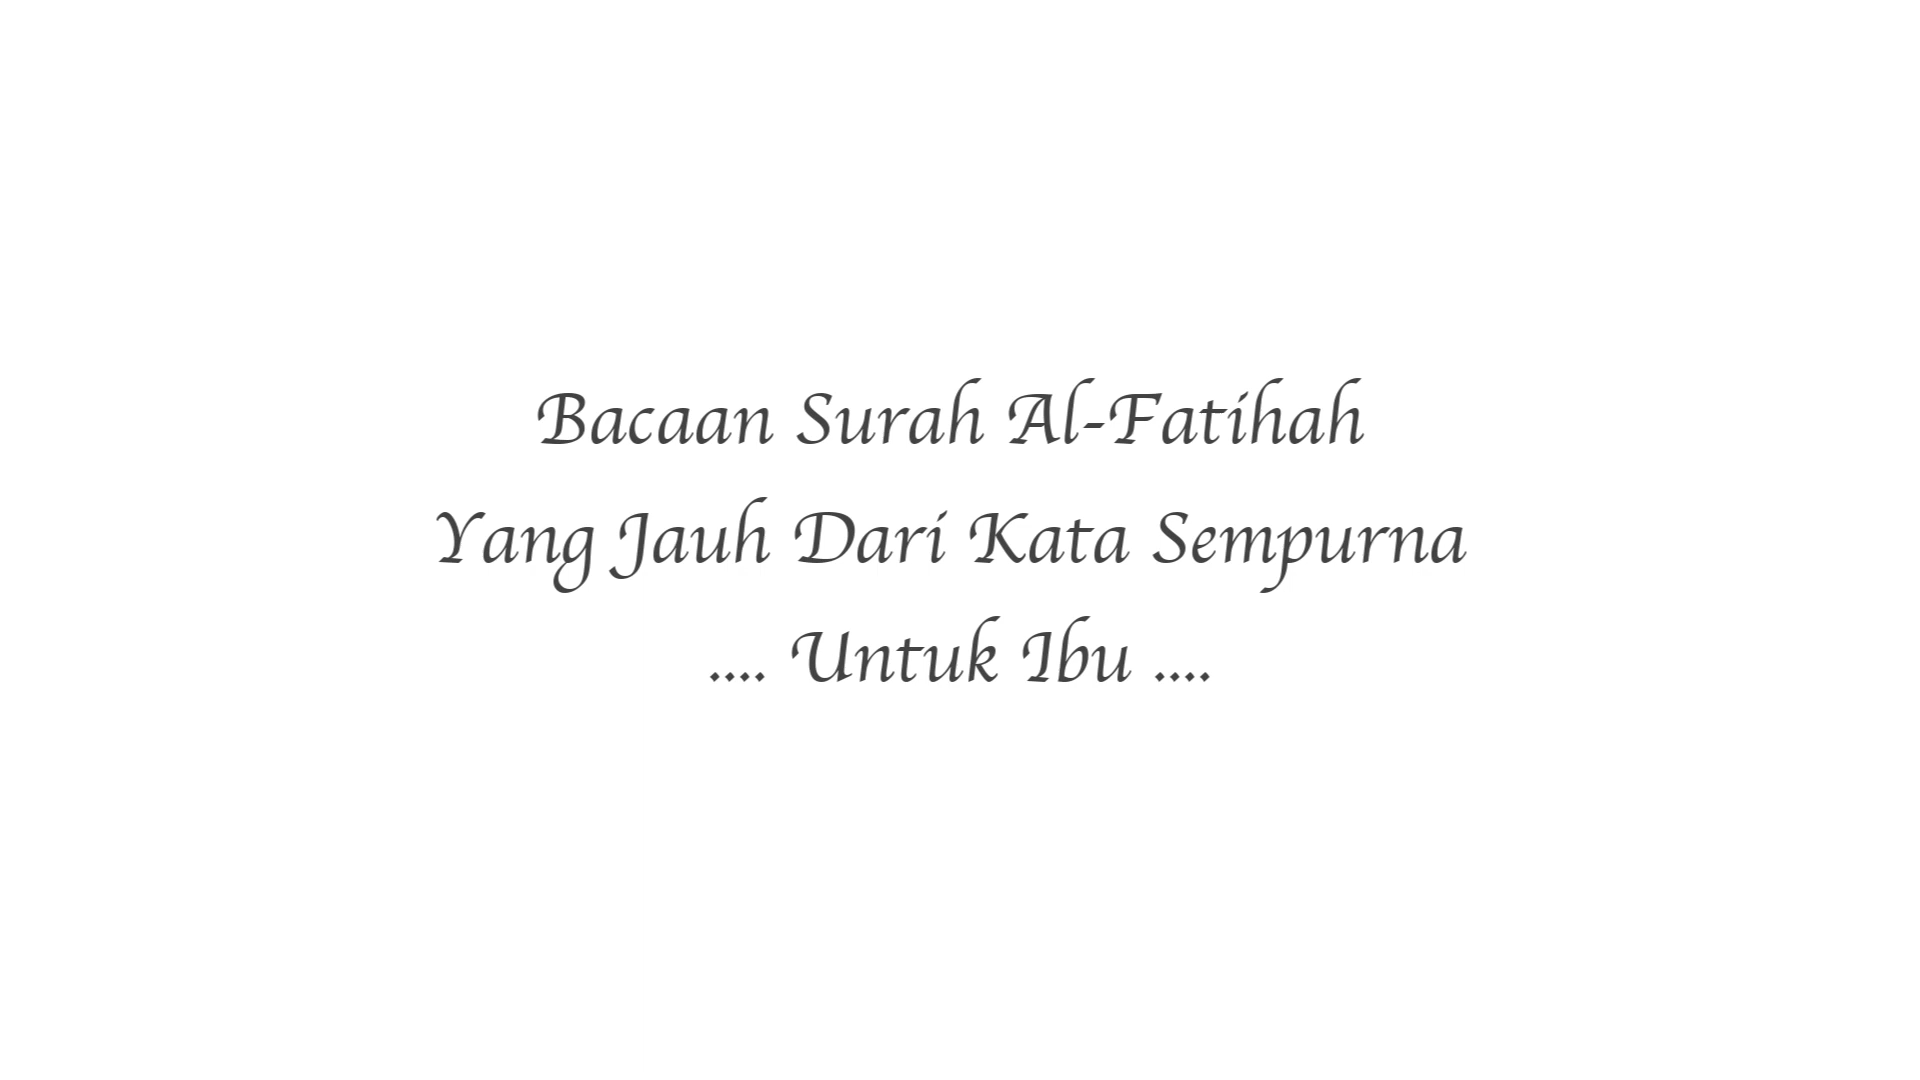 Bacaan Surah Al-Fatihah
Yang Jauh Dari Kata Sempurna
.... Untuk Ibu ....